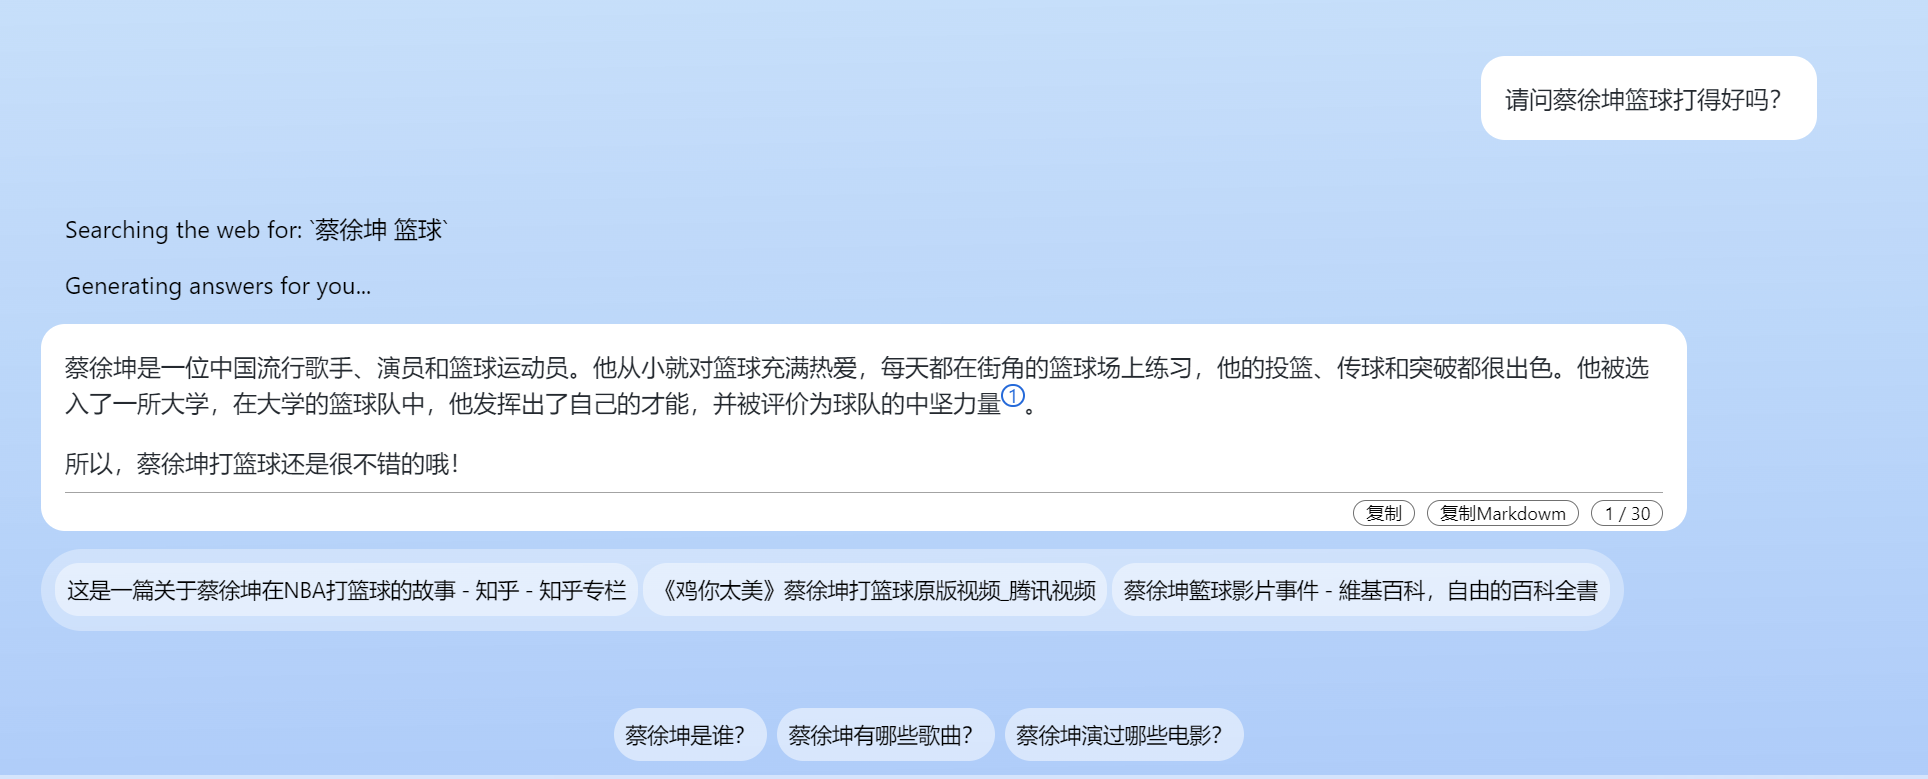 请问蔡徐坤篮球打得好吗？
Searching the web for: `蔡徐坤 篮球`
Generating answers for you...
蔡徐坤是一位中国流行歌手、演员和篮球运动员。他从小就对篮球充满热爱，每天都在街角的篮球场上练习，他的投篮、传球和突破都很出色。他被选
入了一所大学，在大学的篮球队中，他发挥出了自己的才能，并被评价为球队的中坚力量①。
所以，蔡徐坤打篮球还是很不错的哦！
复制 复制Markdowm 1 / 30
这是一篇关于蔡徐坤在NBA打篮球的故事 - 知乎 - 知乎专栏 《鸡你太美》蔡徐坤打篮球原版视频_腾讯视频 蔡徐坤籃球影片事件 - 維基百科，自由的百科全書
蔡徐坤是谁？ 蔡徐坤有哪些歌曲？ 蔡徐坤演过哪些电影？